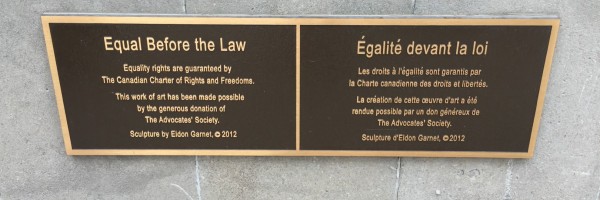 Equal Before the Law
Equality rights are guaranteed by
The Canadian Charter of Rights and Freedoms.
This work of art has been made possible
by the generous donation of
The Advocates' Society.
Sculpture by Eldon Garnet, © 2012
Égalité devant la loi
Les droits à l'égalité sont garantis par
la Charte canadienne des droits et libertés.
La création de cette œuvre d'art a été
rendue possible par un don généreux de
The Advocates' Society.
Sculpture d'Eldon Garnet, © 2012